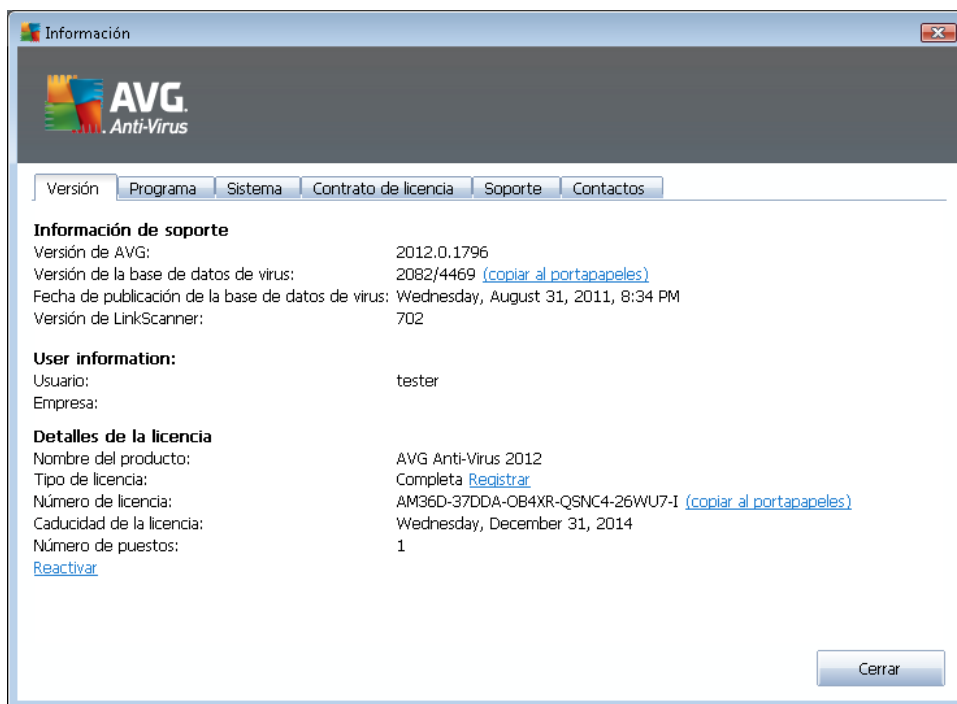 Información
AVG.
Anti-Virus
Versión Programa Sistema Contrato de licencia Soporte Contactos
Información de soporte
Versión de AVG: 2012.0.1796
Versión de la base de datos de virus: 2082/4469 (copiar al portapapeles)
Fecha de publicación de la base de datos de virus: Wednesday, August 31, 2011, 8:34 PM
Versión de LinkScanner: 702
User information:
Usuario: tester
Empresa:
Detalles de la licencia
Nombre del producto: AVG Anti-Virus 2012
Tipo de licencia: Completa Registrar
Número de licencia: AM36D-37DDA-OB4XR-QSNC4-26WU7-I (copiar al portapapeles)
Caducidad de la licencia: Wednesday, December 31, 2014
Número de puestos: 1
Reactivar
Cerrar